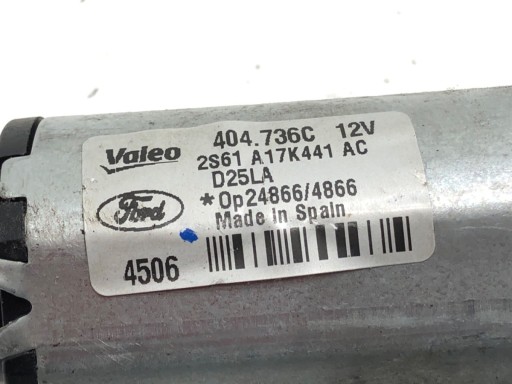 Valeo 404.736C 12V
2S61 A17K441 AC
D25LA
Ford *Op24866/4866
Made in Spain
4506